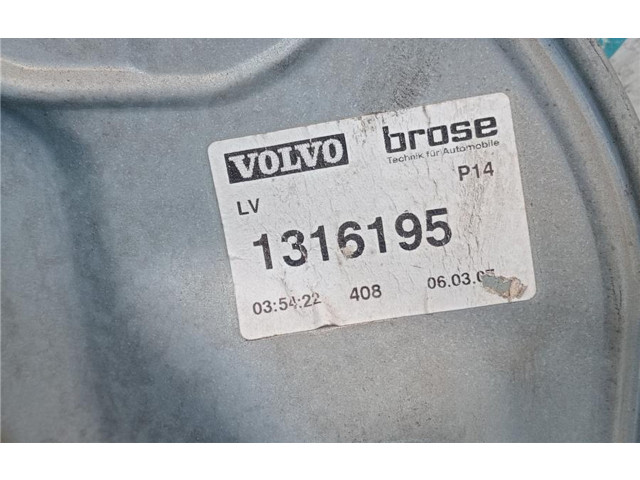 VOLVO brose
Technik für Automobile
P14
LV
1316195
03:54:22 408 06.03.0